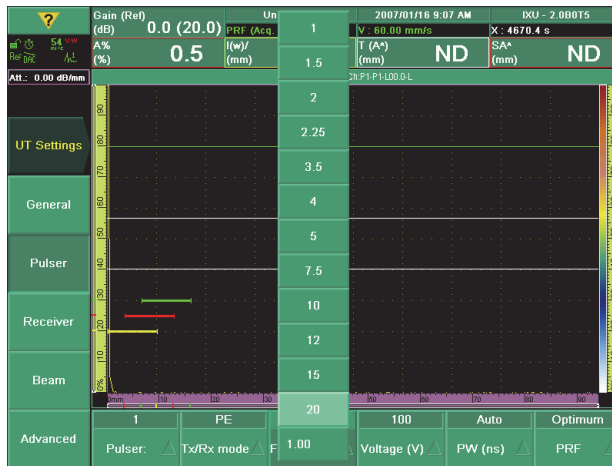 ?
Gain (Ref)
(dB) 0.0 (20.0)
Un
PRF (Acq.
2007/01/16 9:07 AM
V : 60.00 mm/s
IXU - 2.0B0T5
X : 4670.4 s
54 V W
Ref DAC
A%
(%) 0.5
I(w)/
(mm)
T (A^)
(mm) ND
SA^
(mm) ND
Att.: 0.00 dB/mm
Ch:P1-P1-L00.0-L
UT Settings
General
Pulser
Receiver
Beam
Advanced
1
1.5
2
2.25
3.5
4
5
7.5
10
12
15
20
1.00
90
80
70
60
50
40
30
20
10
0%
0mm 10 20 30 50 60 70 80 90
1
Pulser:
PE
Tx/Rx mode
F
100
Voltage (V)
Auto
PW (ns)
Optimum
PRF